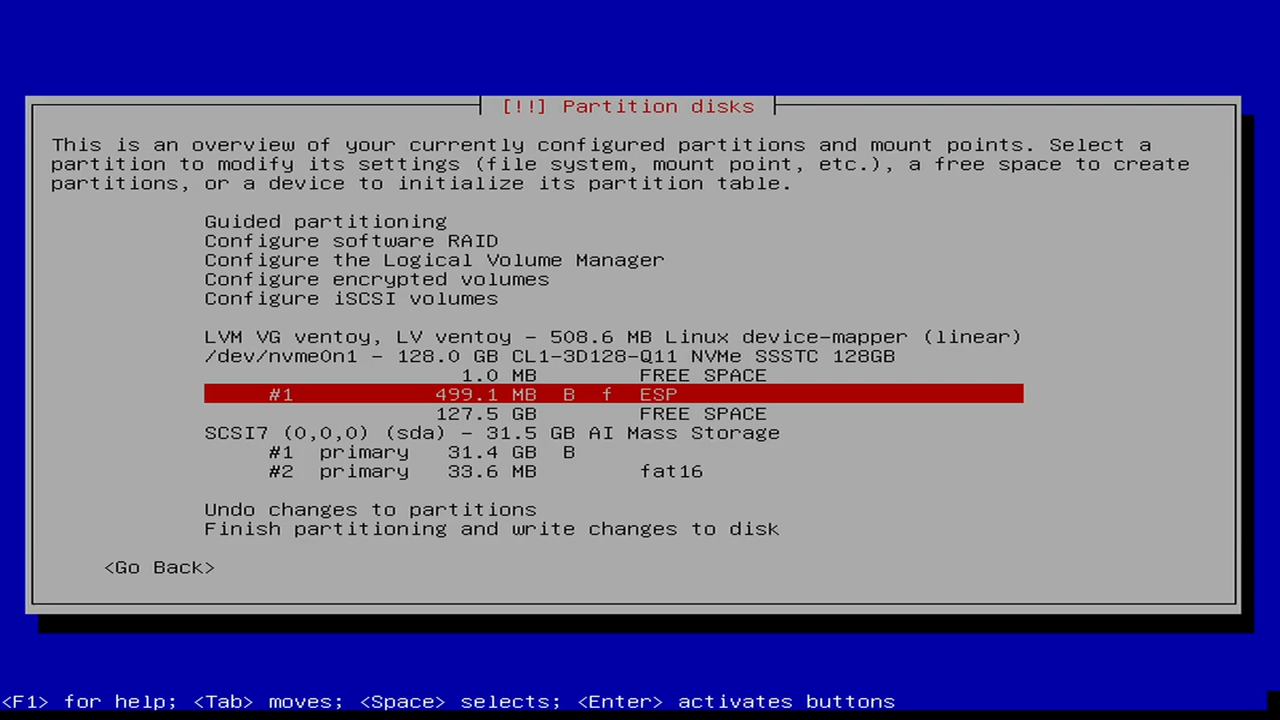 [!!] Partition disks
This is an overview of your currently configured partitions and mount points. Select a
partition to modify its settings (file system, mount point, etc.), a free space to create
partitions, or a device to initialize its partition table.
Guided partitioning
Configure software RAID
Configure the Logical Volume Manager
Configure encrypted volumes
Configure iSCSI volumes
LVM VG ventoy, LV ventoy - 508.6 MB Linux device-mapper (linear)
/dev/nvme0n1 - 128.0 GB CL1-3D128-Q11 NVMe SSSTC 128GB
1.0 MB FREE SPACE
#1 499.1 MB B f ESP
127.5 GB FREE SPACE
SCSI7 (0,0,0) (sda) - 31.5 GB AI Mass Storage
#1 primary 31.4 GB B
#2 primary 33.6 MB fat16
Undo changes to partitions
Finish partitioning and write changes to disk
<Go Back>
<F1> for help; <Tab> moves; <Space> selects; <Enter> activates buttons